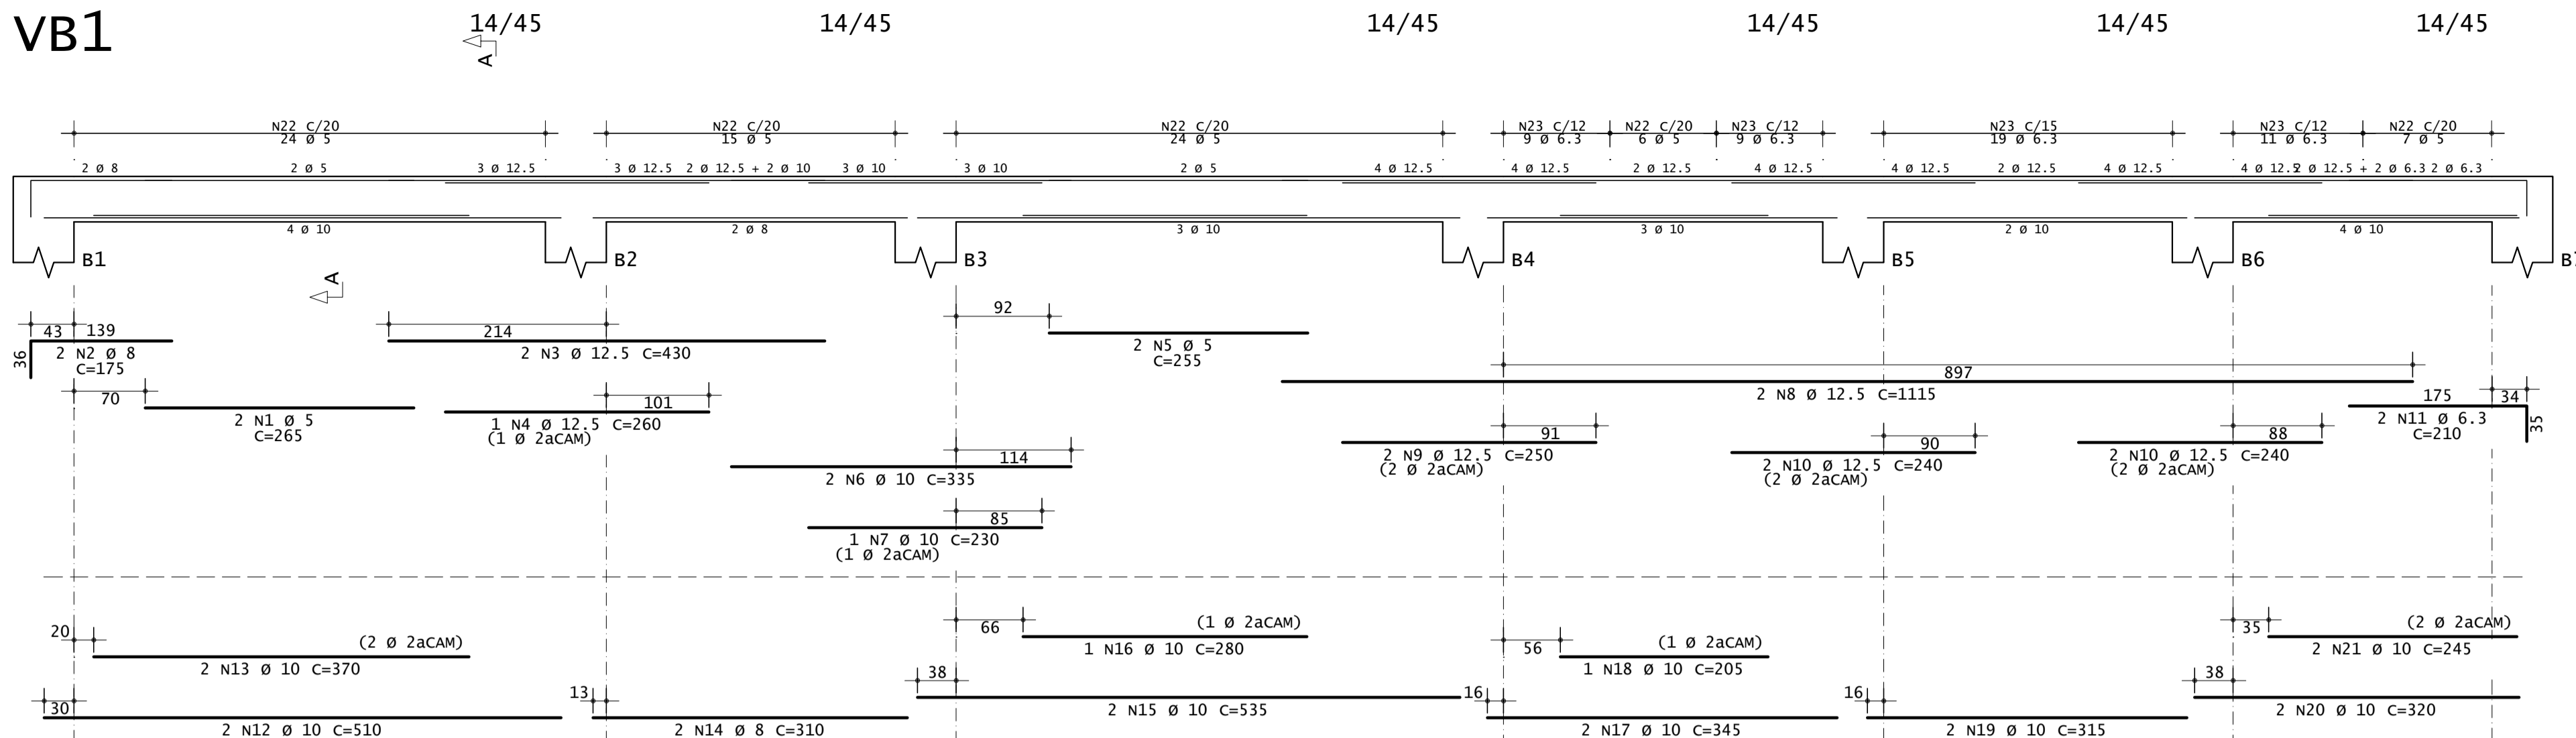 VB1
14/45 14/45 14/45 14/45 14/45 14/45
A
N22 C/20 N22 C/20 N22 C/20 N23 C/12 N22 C/20 N23 C/12 N23 C/15 N23 C/12 N22 C/20
24 Ø 5 15 Ø 5 24 Ø 5 9 Ø 6.3 6 Ø 5 9 Ø 6.3 19 Ø 6.3 11 Ø 6.3 7 Ø 5
2 Ø 8 2 Ø 5 3 Ø 12.5 3 Ø 12.5 2 Ø 12.5 + 2 Ø 10 3 Ø 10 3 Ø 10 2 Ø 5 4 Ø 12.5 4 Ø 12.5 2 Ø 12.5 4 Ø 12.5 4 Ø 12.5 2 Ø 12.5 4 Ø 12.5 4 Ø 12.5 2 Ø 12.5 + 2 Ø 6.3 2 Ø 6.3
4 Ø 10 2 Ø 8 3 Ø 10 3 Ø 10 2 Ø 10 4 Ø 10
B1 B2 B3 B4 B5 B6
A
92
43 139 214
36
2 N2 Ø 8 2 N3 Ø 12.5 C=430 2 N5 Ø 5
C=175 C=255
897
2 N8 Ø 12.5 C=1115
70 101 175 34
2 N1 Ø 5 1 N4 Ø 12.5 C=260 2 N11 Ø 6.3 35
C=265 (1 Ø 2aCAM) C=210
91 90 88
114 2 N9 Ø 12.5 C=250 2 N10 Ø 12.5 C=240 2 N10 Ø 12.5 C=240
(2 Ø 2aCAM) (2 Ø 2aCAM) (2 Ø 2aCAM)
2 N6 Ø 10 C=335
85
1 N7 Ø 10 C=230
(1 Ø 2aCAM)
20 (2 Ø 2aCAM) 66 (1 Ø 2aCAM) 56 (1 Ø 2aCAM) 35 (2 Ø 2aCAM)
2 N13 Ø 10 C=370 1 N16 Ø 10 C=280 1 N18 Ø 10 C=205 2 N21 Ø 10 C=245
30 13 38 16 16 38
2 N12 Ø 10 C=510 2 N14 Ø 8 C=310 2 N15 Ø 10 C=535 2 N17 Ø 10 C=345 2 N19 Ø 10 C=315 2 N20 Ø 10 C=320